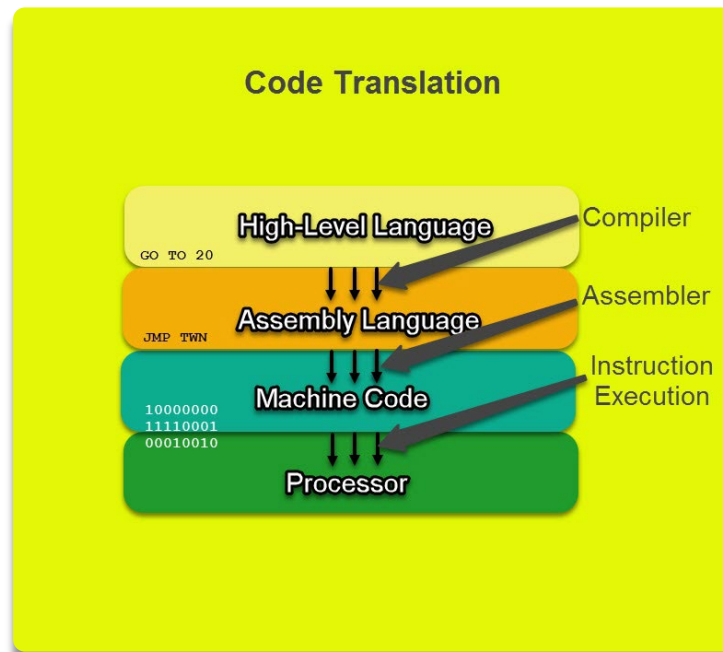 Code Translation
High-Level Language
Compiler
GO TO 20
Assembler
Assembly Language
JMP TWN
Instruction
Execution
Machine Code
10000000
11110001
00010010
Processor